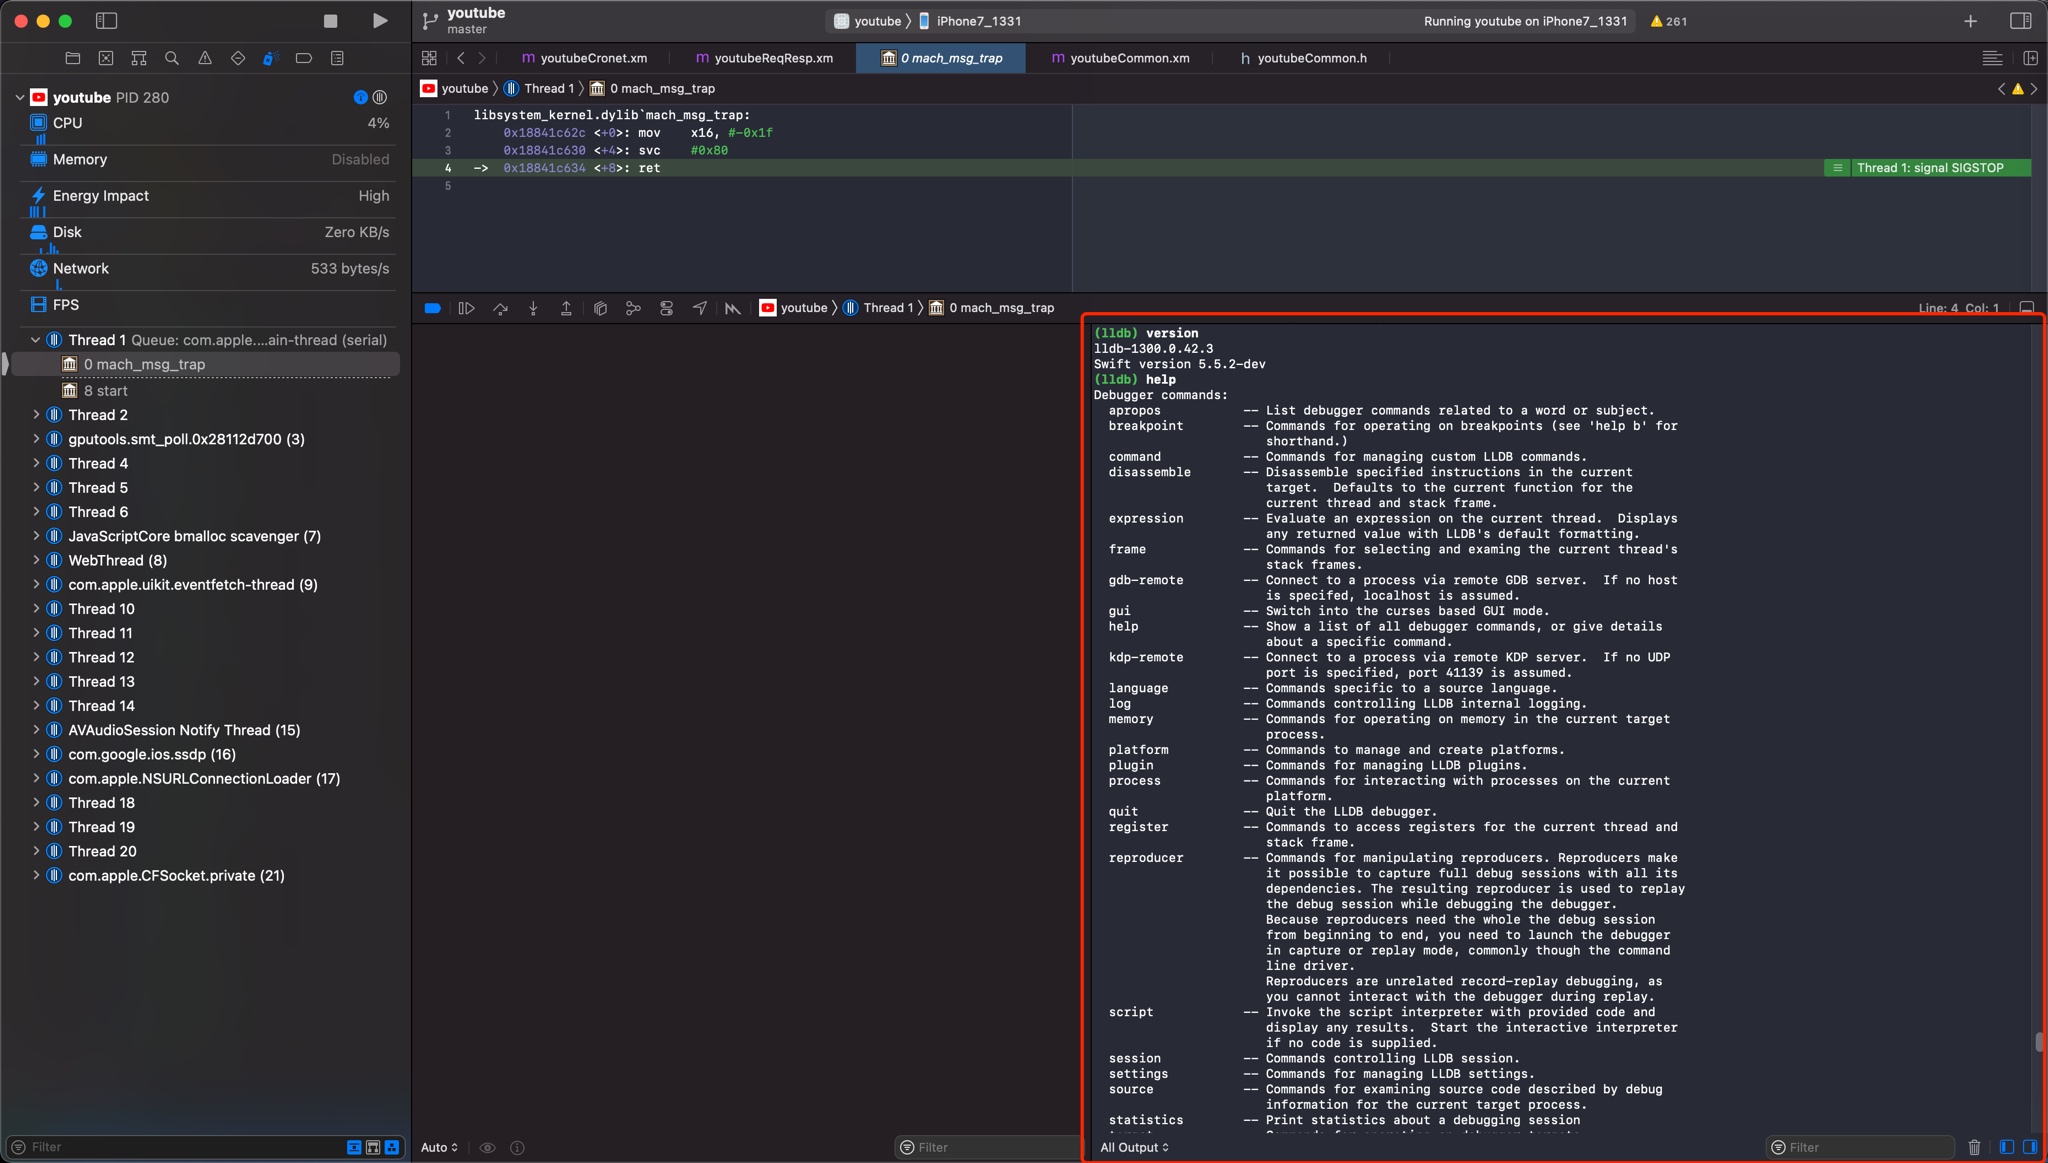 youtube
master
youtube 〉 iPhone7_1331
Running youtube on iPhone7_1331
261
youtube PID 280
CPU 4%
Memory Disabled
Energy Impact High
Disk Zero KB/s
Network 533 bytes/s
FPS
Thread 1 Queue: com.apple....ain-thread (serial)
0 mach_msg_trap
8 start
Thread 2
gputools.smt_poll.0x28112d700 (3)
Thread 4
Thread 5
Thread 6
JavaScriptCore bmalloc scavenger (7)
WebThread (8)
com.apple.uikit.eventfetch-thread (9)
Thread 10
Thread 11
Thread 12
Thread 13
Thread 14
AVAudioSession Notify Thread (15)
com.google.ios.ssdp (16)
com.apple.NSURLConnectionLoader (17)
Thread 18
Thread 19
Thread 20
com.apple.CFSocket.private (21)
Filter
m youtubeCronet.xm
m youtubeReqResp.xm
0 mach_msg_trap
m youtubeCommon.xm
h youtubeCommon.h
youtube 〉 Thread 1 〉 0 mach_msg_trap
1 libsystem_kernel.dylib`mach_msg_trap:
2 0x18841c62c <+0>: mov x16, #-0x1f
3 0x18841c630 <+4>: svc #0x80
4 -> 0x18841c634 <+8>: ret
Thread 1: signal SIGSTOP
5
youtube 〉 Thread 1 〉 0 mach_msg_trap
Line: 4 Col: 1
(lldb) version
lldb-1300.0.42.3
Swift version 5.5.2-dev
(lldb) help
Debugger commands:
apropos -- List debugger commands related to a word or subject.
breakpoint -- Commands for operating on breakpoints (see 'help b' for
shorthand.)
command -- Commands for managing custom LLDB commands.
disassemble -- Disassemble specified instructions in the current
target. Defaults to the current function for the
current thread and stack frame.
expression -- Evaluate an expression on the current thread. Displays
any returned value with LLDB's default formatting.
frame -- Commands for selecting and examing the current thread's
stack frames.
gdb-remote -- Connect to a process via remote GDB server. If no host
is specifed, localhost is assumed.
gui -- Switch into the curses based GUI mode.
help -- Show a list of all debugger commands, or give details
about a specific command.
kdp-remote -- Connect to a process via remote KDP server. If no UDP
port is specified, port 41139 is assumed.
language -- Commands specific to a source language.
log -- Commands controlling LLDB internal logging.
memory -- Commands for operating on memory in the current target
process.
platform -- Commands to manage and create platforms.
plugin -- Commands for managing LLDB plugins.
process -- Commands for interacting with processes on the current
platform.
quit -- Quit the LLDB debugger.
register -- Commands to access registers for the current thread and
stack frame.
reproducer -- Commands for manipulating reproducers. Reproducers make
it possible to capture full debug sessions with all its
dependencies. The resulting reproducer is used to replay
the debug session while debugging the debugger.
Because reproducers need the whole the debug session
from beginning to end, you need to launch the debugger
in capture or replay mode, commonly though the command
line driver.
Reproducers are unrelated record-replay debugging, as
you cannot interact with the debugger during replay.
script -- Invoke the script interpreter with provided code and
display any results. Start the interactive interpreter
if no code is supplied.
session -- Commands controlling LLDB session.
settings -- Commands for managing LLDB settings.
source -- Commands for examining source code described by debug
information for the current target process.
statistics -- Print statistics about a debugging session
Auto
Filter
All Output
Filter